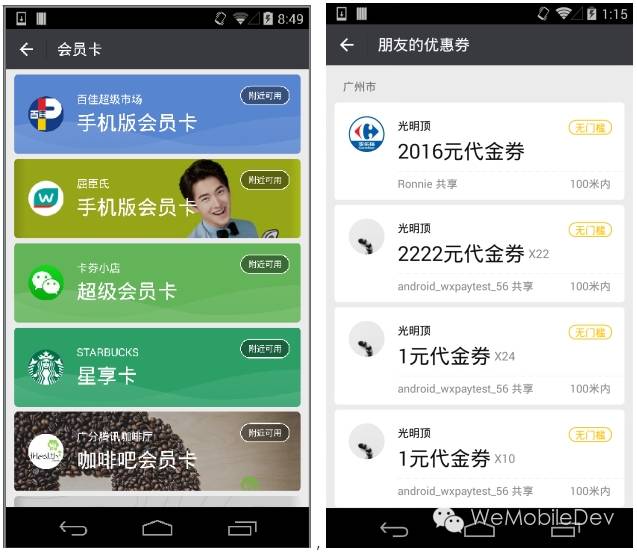 8:49
会员卡
百佳超级市场
附近可用
手机版会员卡
屈臣氏
附近可用
手机版会员卡
卡券小店
附近可用
超级会员卡
STARBUCKS
附近可用
星享卡
广分腾讯咖啡厅
附近可用
咖啡吧会员卡
1:15
朋友的优惠券
广州市
光明顶
无门槛
2016元代金券
Ronnie 共享
100米内
光明顶
无门槛
2222元代金券 X22
android_wxpaytest_56 共享
100米内
光明顶
无门槛
1元代金券 X24
android_wxpaytest_56 共享
100米内
光明顶
无门槛
1元代金券 X10
android_wxpaytest_56 共享
100米内
WeMobileDev